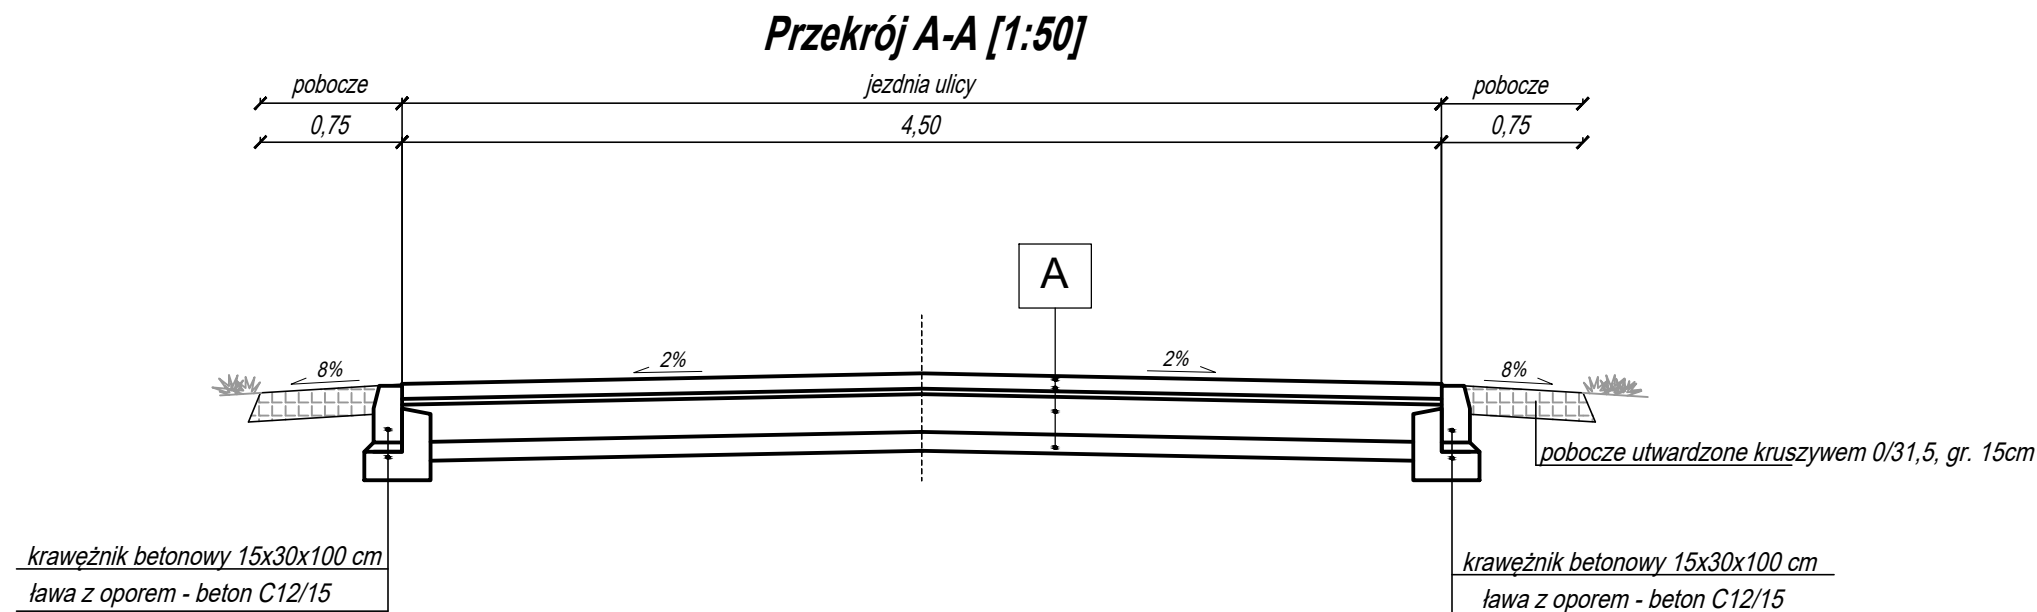 Przekrój A-A [1:50]
pobocze
jezdnia ulicy
pobocze
0,75
4,50
0,75
A
8%
2%
2%
8%
pobocze utwardzone kruszywem 0/31,5, gr. 15cm
krawężnik betonowy 15x30x100 cm
ława z oporem - beton C12/15
krawężnik betonowy 15x30x100 cm
ława z oporem - beton C12/15